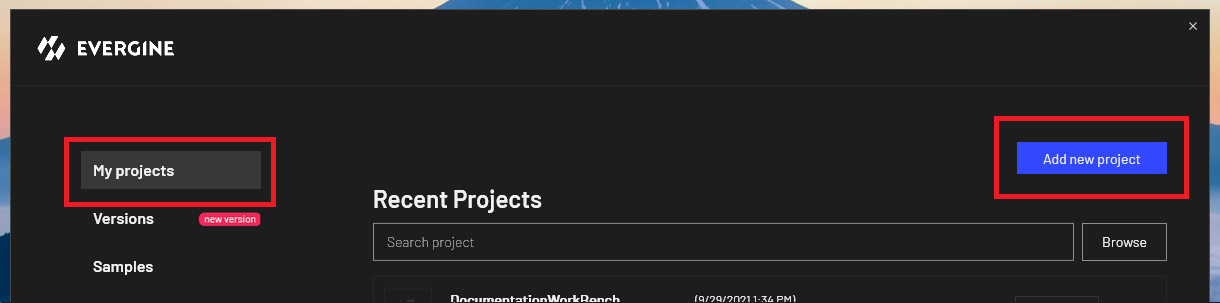 EVERGINE
My projects
Add new project
Versions new version
Recent Projects
Search project
Browse
Samples
DocumentationWorkBench (9/29/2021 1:34 PM)